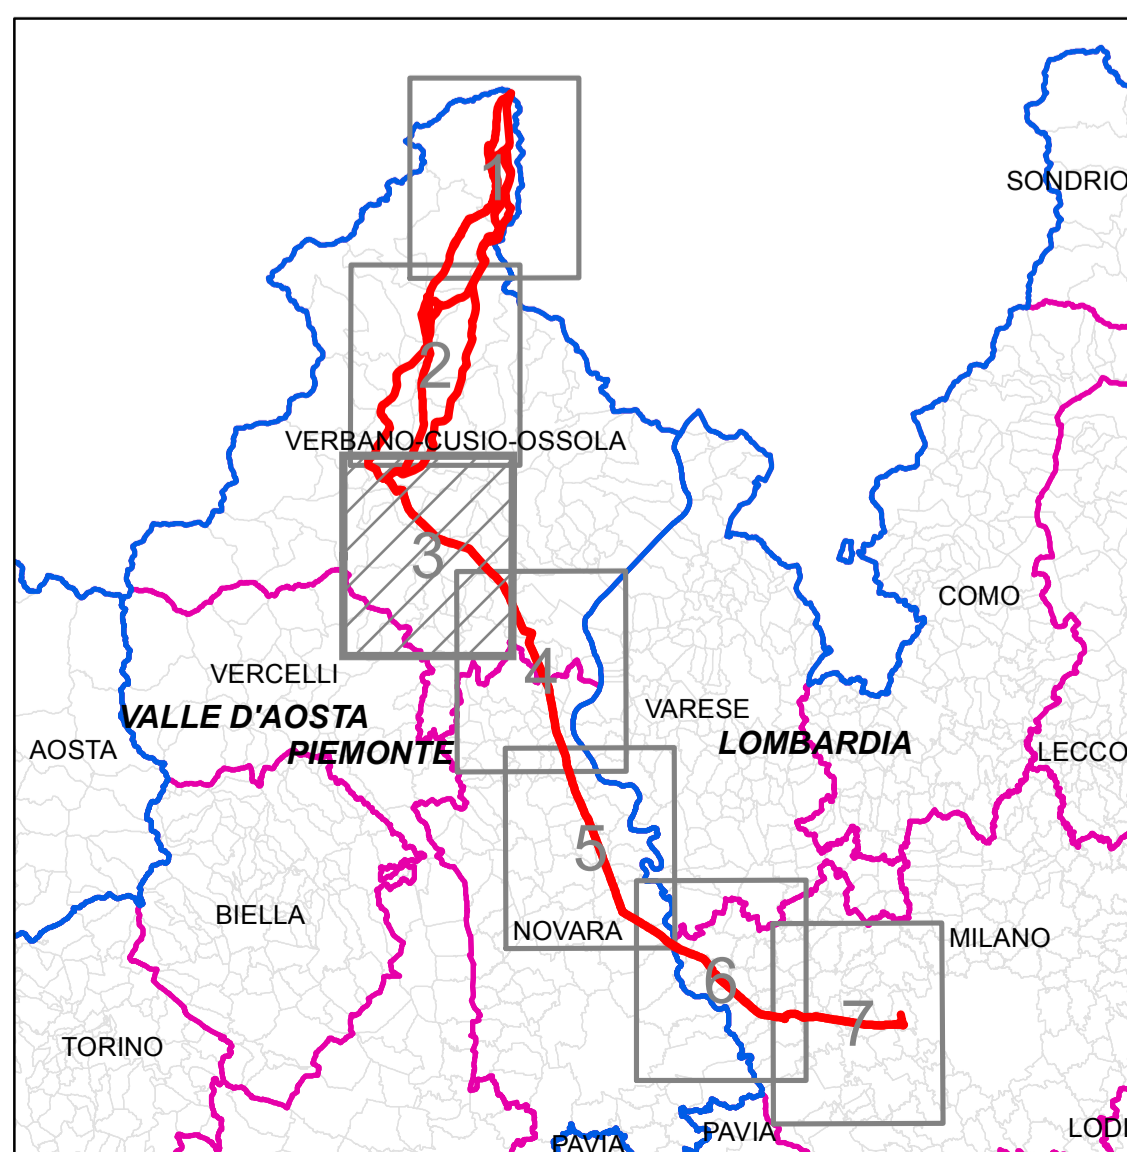 1
SONDRIO
2
VERBANO-CUSIO-OSSOLA
3
COMO
VERCELLI
4
VALLE D'AOSTA
VARESE
AOSTA
PIEMONTE
LOMBARDIA
LECCO
5
BIELLA
NOVARA
MILANO
6
7
TORINO
PAVIA
PAVIA
LODI